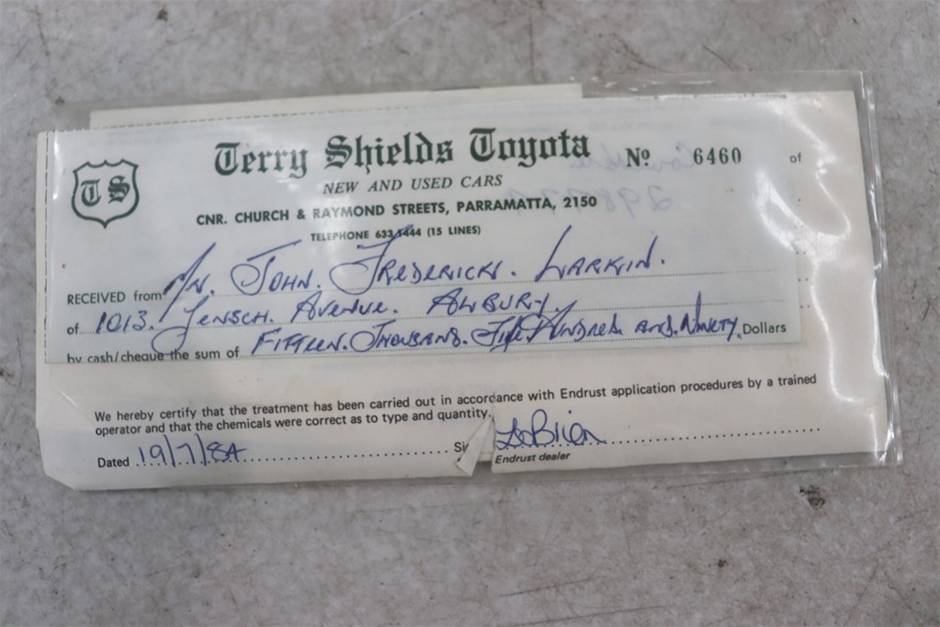 Terry Shields Toyota Nº 6460 of
TS
NEW AND USED CARS
CNR. CHURCH & RAYMOND STREETS, PARRAMATTA, 2150
TELEPHONE 633 1444 (15 LINES)
RECEIVED from Mr. JOHN. FREDERICK. LARKIN.
of 1013. JENSCH. AVENUE. ALBURY.
by cash/cheque the sum of FIFTEEN. THOUSAND. FIVE HUNDRED. AND. NINETY. Dollars
We hereby certify that the treatment has been carried out in accordance with Endrust application procedures by a trained
operator and that the chemicals were correct as to type and quantity.
Dated 19/7/84 Si O'Brien
Endrust dealer